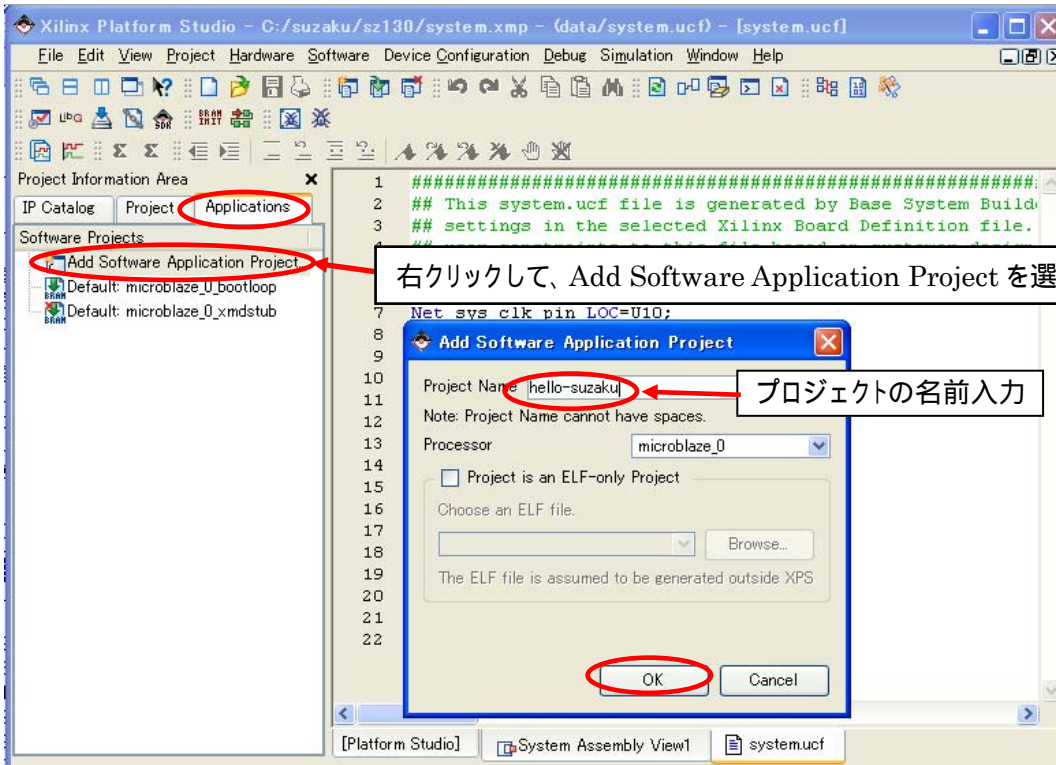 Xilinx Platform Studio - C:/suzaku/sz130/system.xmp - (data/system.ucf) - [system.ucf]
File Edit View Project Hardware Software Device Configuration Debug Simulation Window Help
Project Information Area
IP Catalog Project Applications
Software Projects
Add Software Application Project
Default: microblaze_0_bootloop
Default: microblaze_0_xmdstub
1 ##########################################################
2 ## This system.ucf file is generated by Base System Build
3 ## settings in the selected Xilinx Board Definition file.
右クリックして、Add Software Application Project を選
7 Net sys_clk_pin LOC=U10;
8
9
10
11
12
13
14
15
16
17
18
19
20
21
22
Add Software Application Project
Project Name hello-suzaku
プロジェクトの名前入力
Note: Project Name cannot have spaces.
Processor microblaze_0
Project is an ELF-only Project
Choose an ELF file.
Browse...
The ELF file is assumed to be generated outside XPS
OK Cancel
[Platform Studio] System Assembly View1 system.ucf